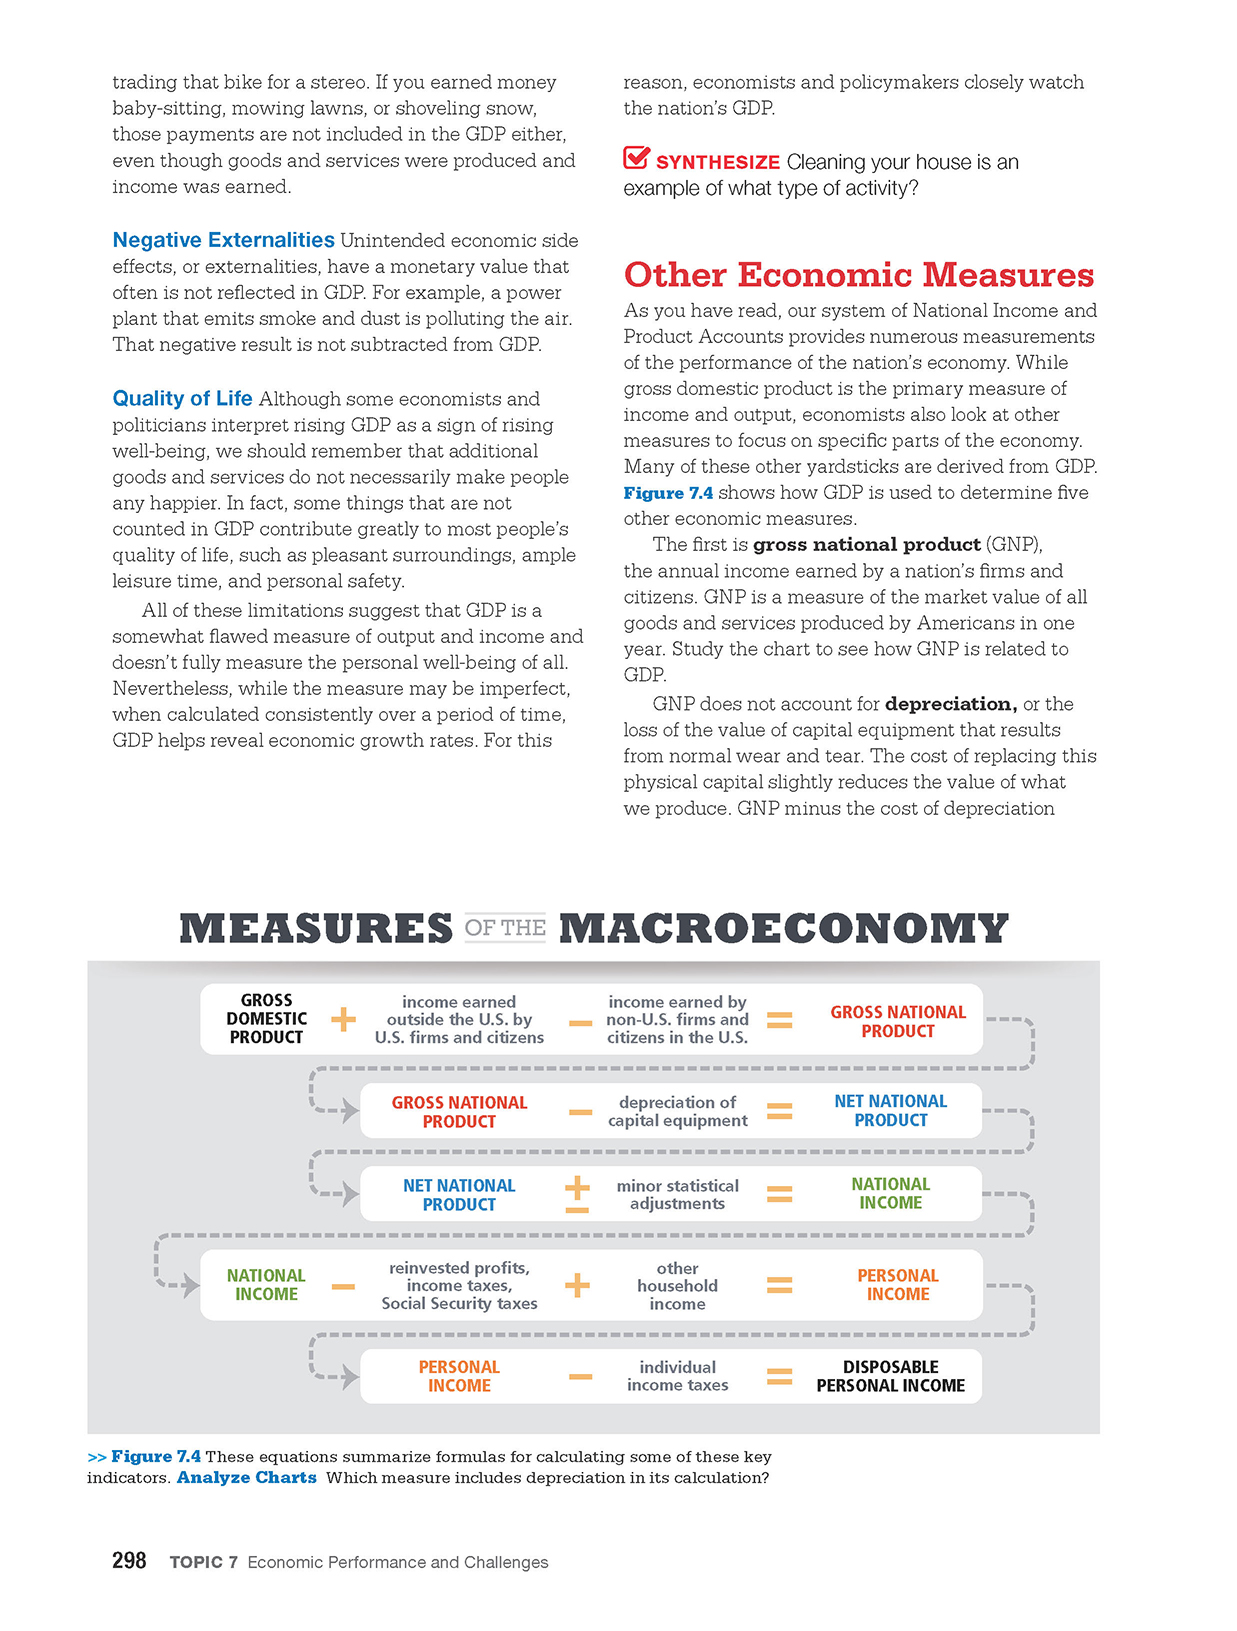 trading that bike for a stereo. If you earned money
baby-sitting, mowing lawns, or shoveling snow,
those payments are not included in the GDP either,
even though goods and services were produced and
income was earned.
Negative Externalities Unintended economic side
effects, or externalities, have a monetary value that
often is not reflected in GDP. For example, a power
plant that emits smoke and dust is polluting the air.
That negative result is not subtracted from GDP.
Quality of Life Although some economists and
politicians interpret rising GDP as a sign of rising
well-being, we should remember that additional
goods and services do not necessarily make people
any happier. In fact, some things that are not
counted in GDP contribute greatly to most people's
quality of life, such as pleasant surroundings, ample
leisure time, and personal safety.
All of these limitations suggest that GDP is a
somewhat flawed measure of output and income and
doesn't fully measure the personal well-being of all.
Nevertheless, while the measure may be imperfect,
when calculated consistently over a period of time,
GDP helps reveal economic growth rates. For this
reason, economists and policymakers closely watch
the nation's GDP.
SYNTHESIZE Cleaning your house is an
example of what type of activity?
Other Economic Measures
As you have read, our system of National Income and
Product Accounts provides numerous measurements
of the performance of the nation's economy. While
gross domestic product is the primary measure of
income and output, economists also look at other
measures to focus on specific parts of the economy.
Many of these other yardsticks are derived from GDP.
Figure 7.4 shows how GDP is used to determine five
other economic measures.
The first is gross national product (GNP),
the annual income earned by a nation's firms and
citizens. GNP is a measure of the market value of all
goods and services produced by Americans in one
year. Study the chart to see how GNP is related to
GDP.
GNP does not account for depreciation, or the
loss of the value of capital equipment that results
from normal wear and tear. The cost of replacing this
physical capital slightly reduces the value of what
we produce. GNP minus the cost of depreciation
MEASURES OF THE MACROECONOMY
GROSS
DOMESTIC
PRODUCT
+
income earned
outside the U.S. by
U.S. firms and citizens
−
income earned by
non-U.S. firms and
citizens in the U.S.
=
GROSS NATIONAL
PRODUCT
GROSS NATIONAL
PRODUCT
−
depreciation of
capital equipment
=
NET NATIONAL
PRODUCT
NET NATIONAL
PRODUCT
±
minor statistical
adjustments
=
NATIONAL
INCOME
NATIONAL
INCOME
−
reinvested profits,
income taxes,
Social Security taxes
+
other
household
income
=
PERSONAL
INCOME
PERSONAL
INCOME
−
individual
income taxes
=
DISPOSABLE
PERSONAL INCOME
>> Figure 7.4 These equations summarize formulas for calculating some of these key
indicators. Analyze Charts Which measure includes depreciation in its calculation?
298 TOPIC 7 Economic Performance and Challenges